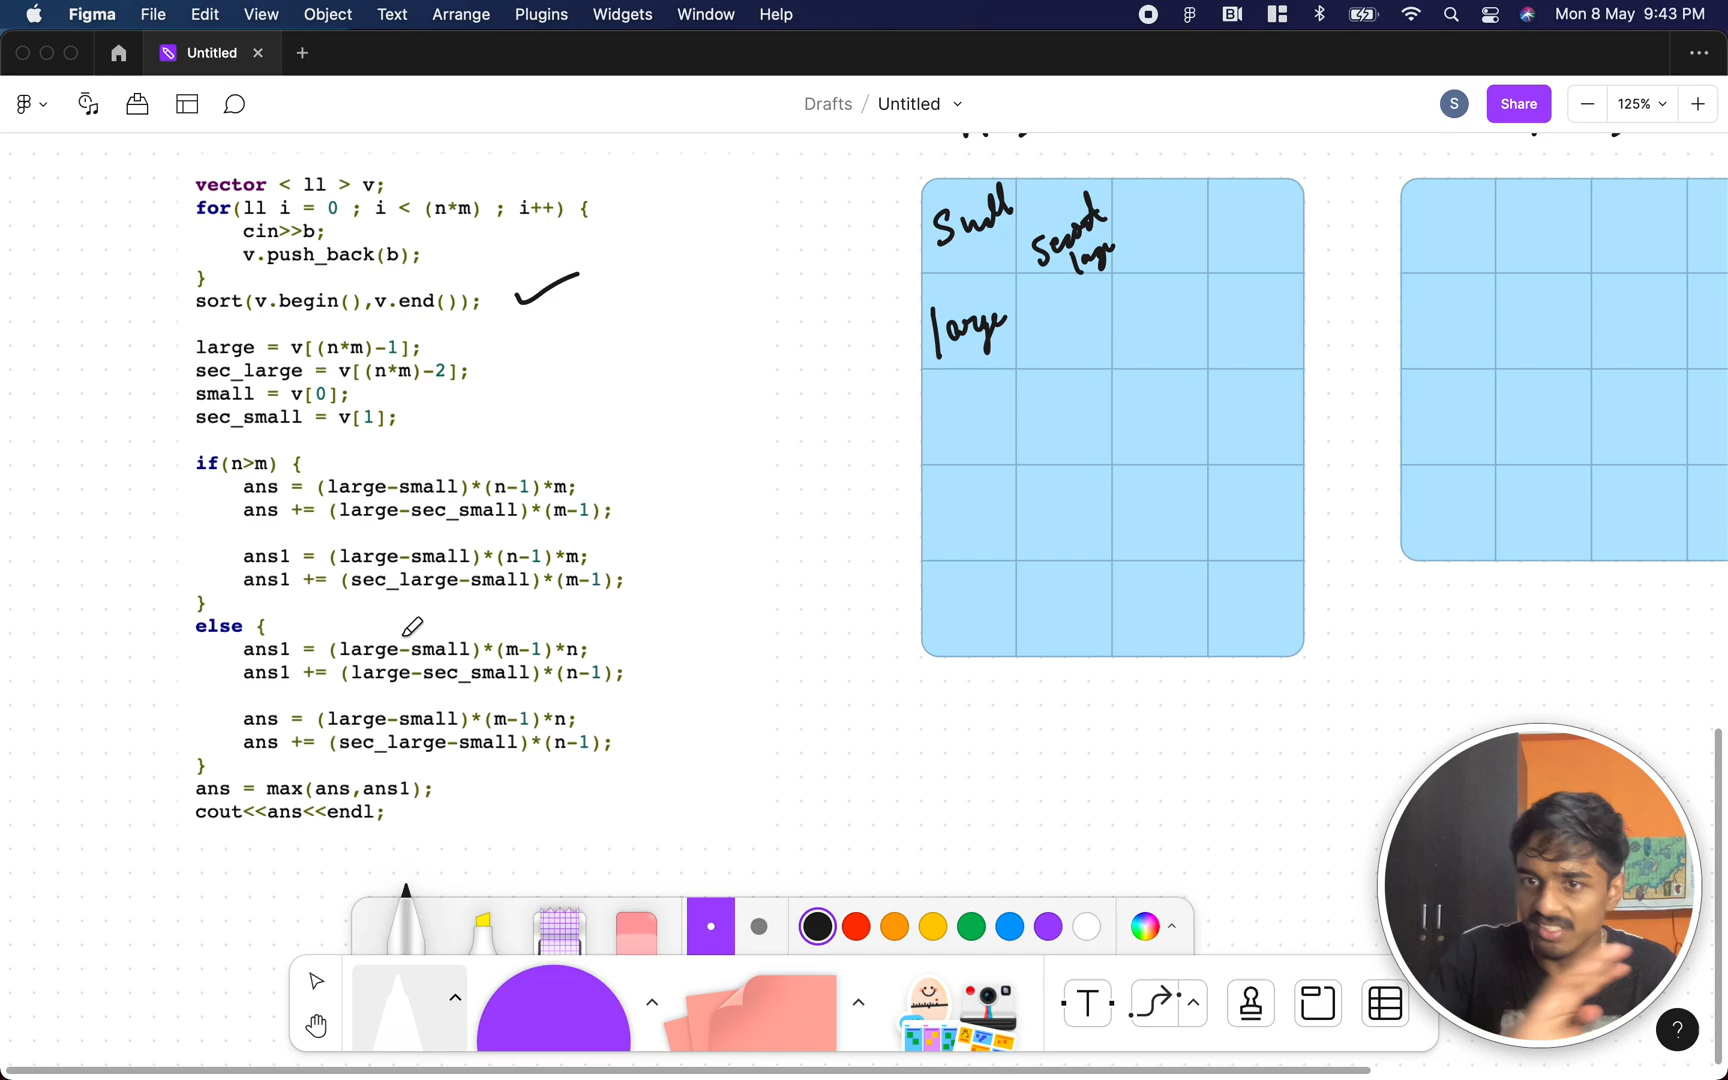 Figma File Edit View Object Text Arrange Plugins Widgets Window Help Mon 8 May 9:43 PM
Untitled
Drafts / Untitled S Share 125%
vector < ll > v;
for(ll i = 0 ; i < (n*m) ; i++) {
cin>>b;
v.push_back(b);
}
sort(v.begin(),v.end());
large = v[(n*m)-1];
sec_large = v[(n*m)-2];
small = v[0];
sec_small = v[1];
if(n>m) {
ans = (large-small)*(n-1)*m;
ans += (large-sec_small)*(m-1);
ans1 = (large-small)*(n-1)*m;
ans1 += (sec_large-small)*(m-1);
}
else {
ans1 = (large-small)*(m-1)*n;
ans1 += (large-sec_small)*(n-1);
ans = (large-small)*(m-1)*n;
ans += (sec_large-small)*(n-1);
}
ans = max(ans,ans1);
cout<<ans<<endl;
Small
large
T
?